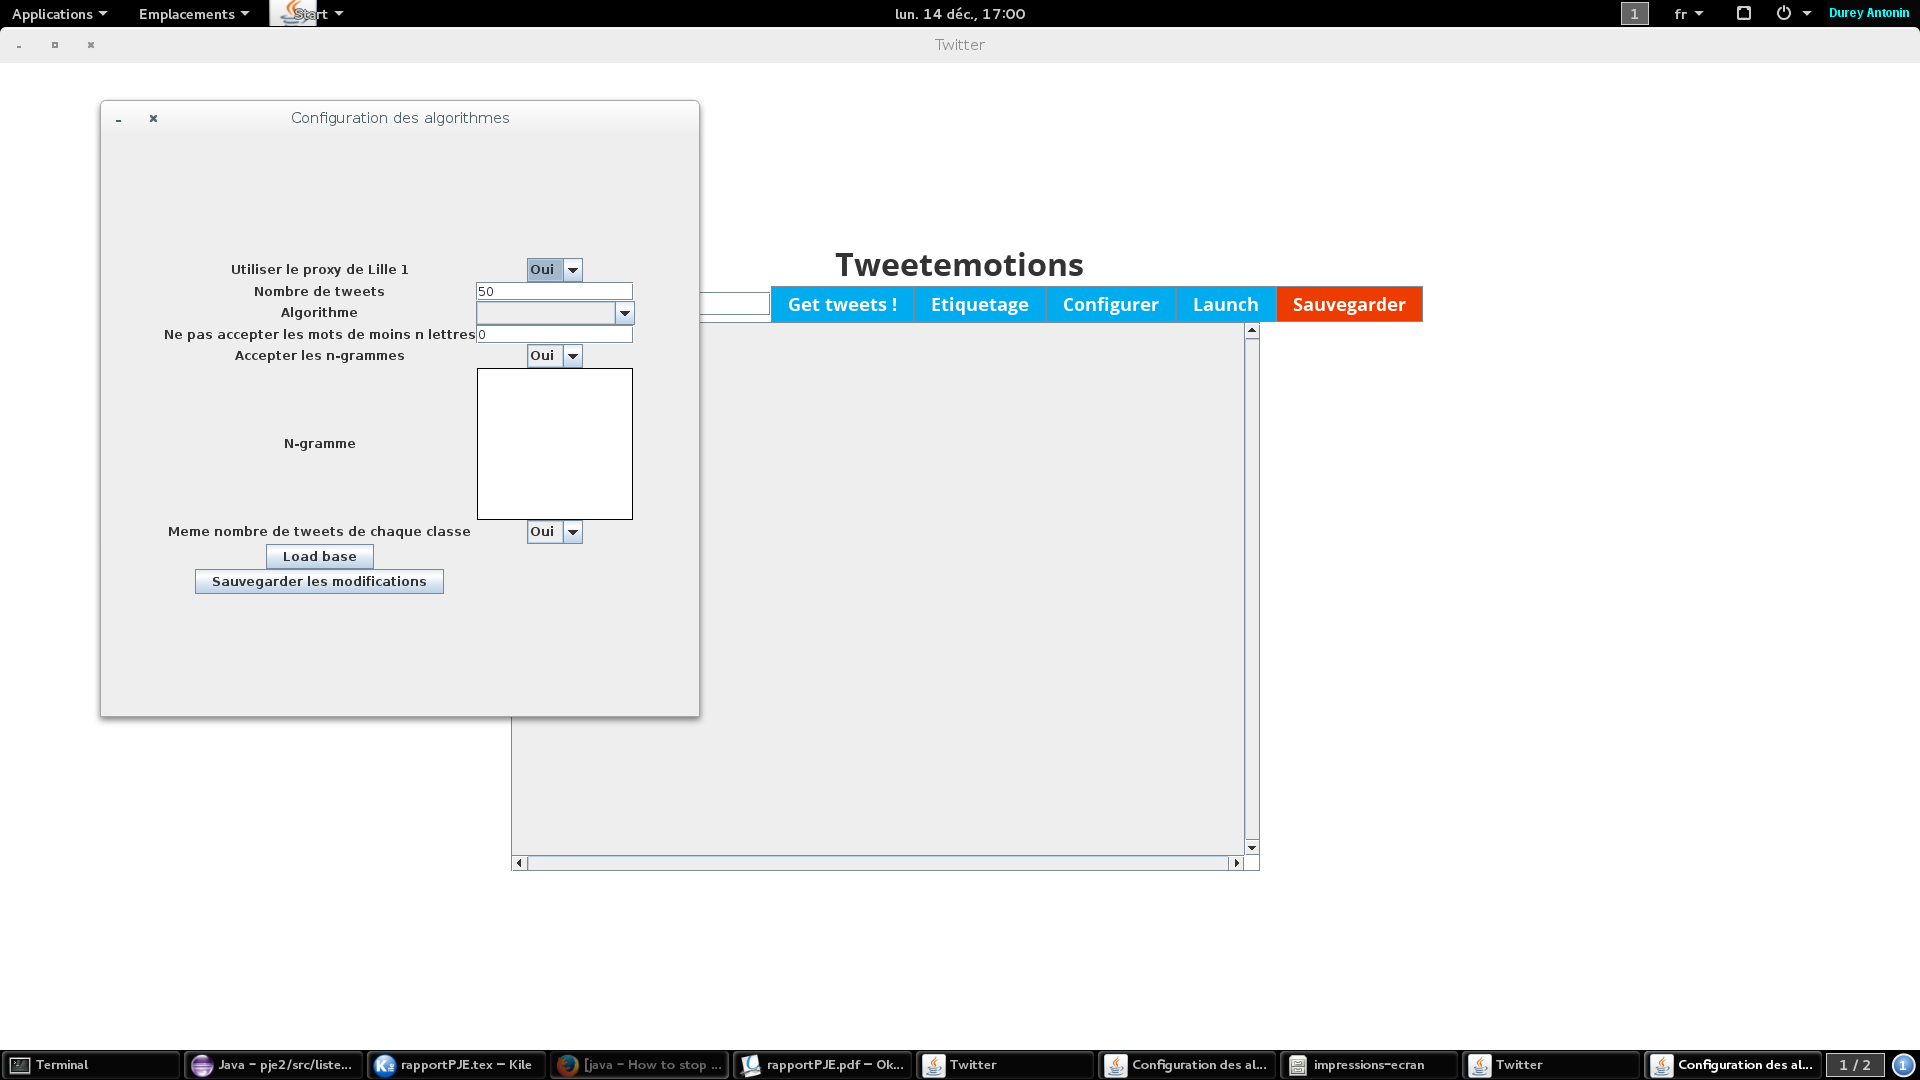 Applications Emplacements Start lun. 14 déc., 17:00 1 fr Durey Antonin
Twitter
Configuration des algorithmes
Utiliser le proxy de Lille 1 Oui
Nombre de tweets 50
Algorithme
Ne pas accepter les mots de moins n lettres 0
Accepter les n-grammes Oui
N-gramme
Meme nombre de tweets de chaque classe Oui
Load base
Sauvegarder les modifications
Tweetemotions
Get tweets ! Etiquetage Configurer Launch Sauvegarder
Terminal Java - pje2/src/liste... rapportPJE.tex — Kile [java - How to stop ... rapportPJE.pdf — Ok... Twitter Configuration des al... impressions-ecran Twitter Configuration des al... 1 / 2 1